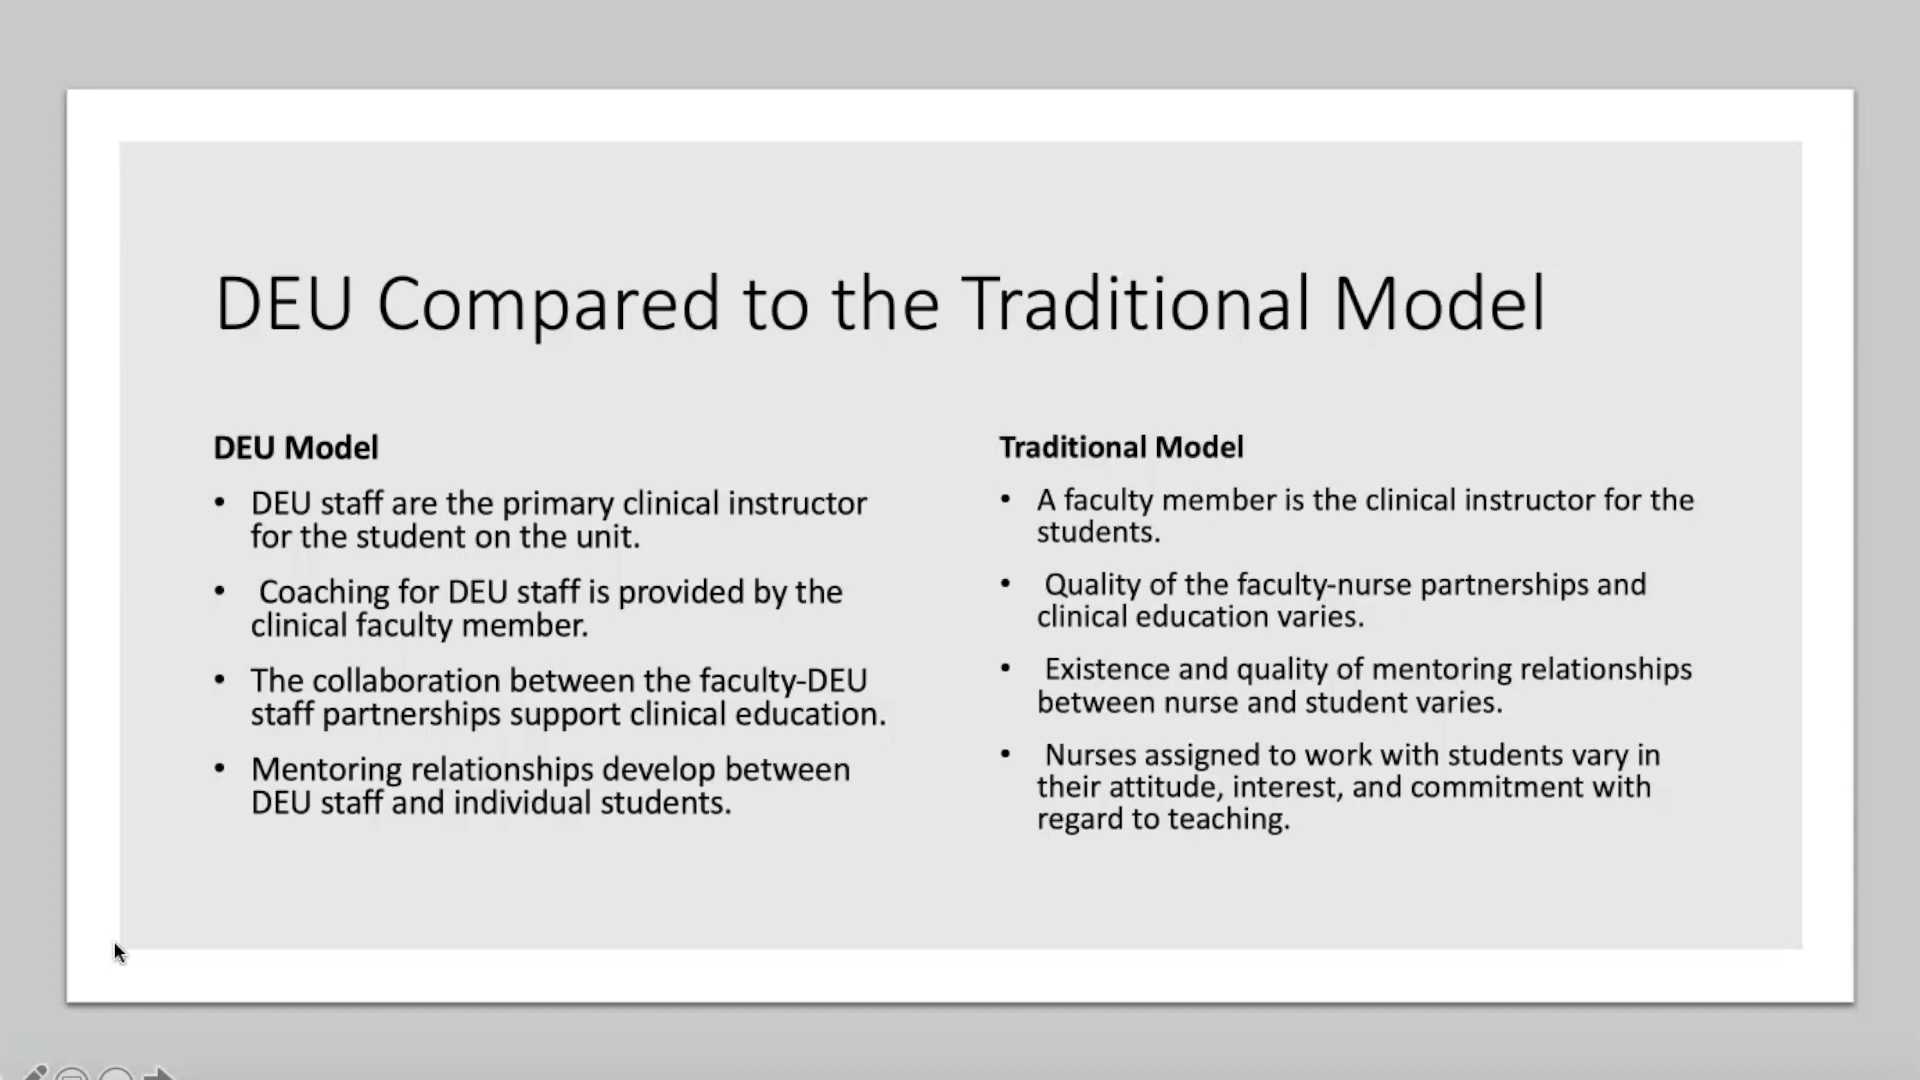 DEU Compared to the Traditional Model
DEU Model
• DEU staff are the primary clinical instructor
for the student on the unit.
• Coaching for DEU staff is provided by the
clinical faculty member.
• The collaboration between the faculty-DEU
staff partnerships support clinical education.
• Mentoring relationships develop between
DEU staff and individual students.
Traditional Model
• A faculty member is the clinical instructor for the
students.
• Quality of the faculty-nurse partnerships and
clinical education varies.
• Existence and quality of mentoring relationships
between nurse and student varies.
• Nurses assigned to work with students vary in
their attitude, interest, and commitment with
regard to teaching.